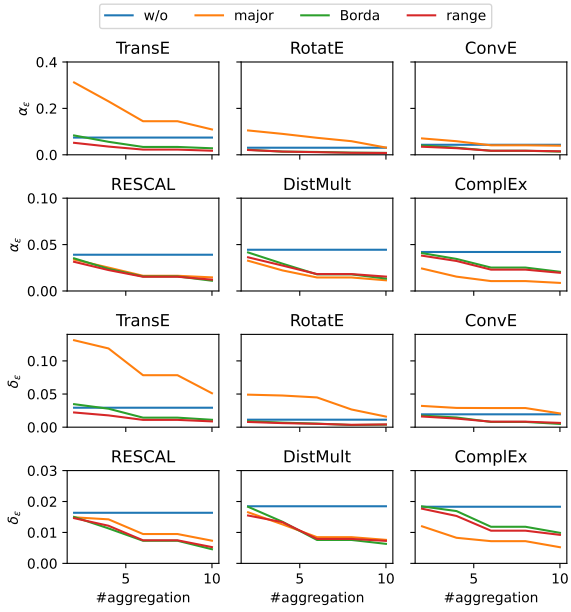 w/o major Borda range
TransE RotatE ConvE
0.4
0.2
0.0
α_ε
RESCAL DistMult ComplEx
0.10
0.05
0.00
α_ε
TransE RotatE ConvE
0.10
0.05
0.00
δ_ε
RESCAL DistMult ComplEx
0.03
0.02
0.01
0.00
δ_ε
5 10 5 10 5 10
#aggregation #aggregation #aggregation